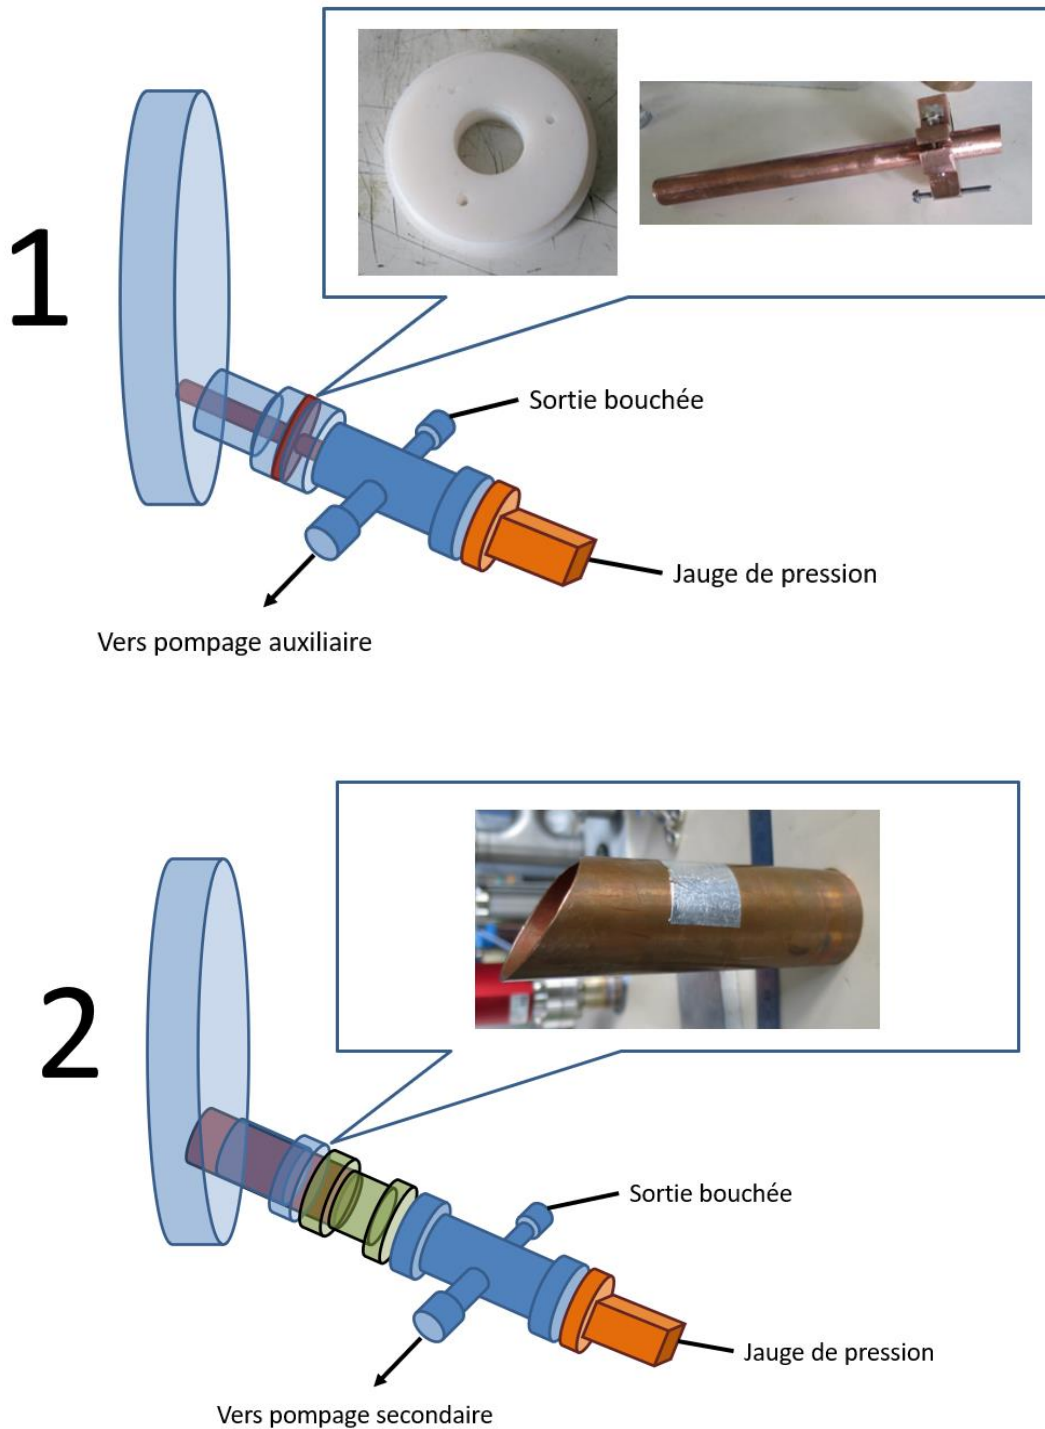 1
Sortie bouchée
Jauge de pression
Vers pompage auxiliaire
2
Sortie bouchée
Jauge de pression
Vers pompage secondaire